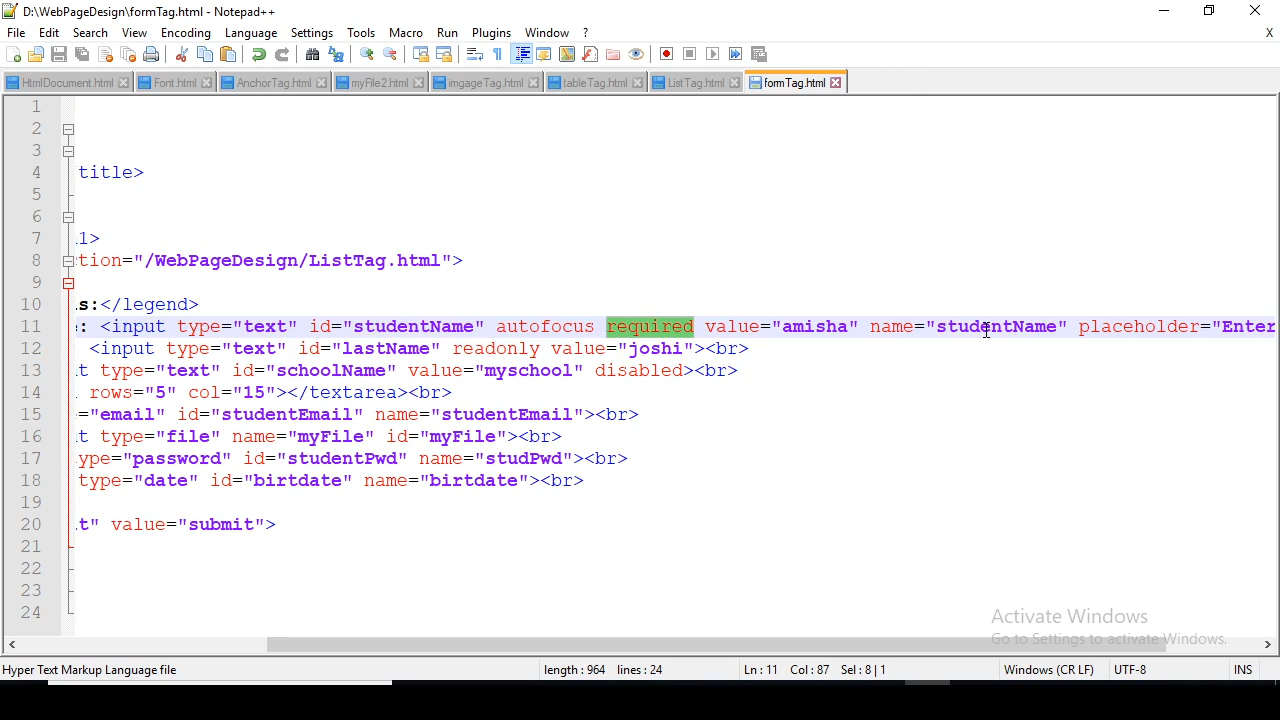 D:\WebPageDesign\formTag.html - Notepad++
File Edit Search View Encoding Language Settings Tools Macro Run Plugins Window ? X
HtmlDocument.html Font.html AnchorTag.html myFile2.html imgageTag.html tableTag.html ListTag.html formTag.html
1
2
3
4 title>
5
6
7 l1>
8 tion="/WebPageDesign/ListTag.html">
9
10 s:</legend>
11 : <input type="text" id="studentName" autofocus required value="amisha" name="studentName" placeholder="Enter
12 <input type="text" id="lastName" readonly value="joshi"><br>
13 t type="text" id="schoolName" value="myschool" disabled><br>
14 rows="5" col="15"></textarea><br>
15 ="email" id="studentEmail" name="studentEmail"><br>
16 t type="file" name="myFile" id="myFile"><br>
17 ype="password" id="studentPwd" name="studPwd"><br>
18 type="date" id="birtdate" name="birtdate"><br>
19
20 t" value="submit">
21
22
23
24
Activate Windows
Go to Settings to activate Windows.
Hyper Text Markup Language file length : 964 lines : 24 Ln : 11 Col : 87 Sel : 8 | 1 Windows (CR LF) UTF-8 INS